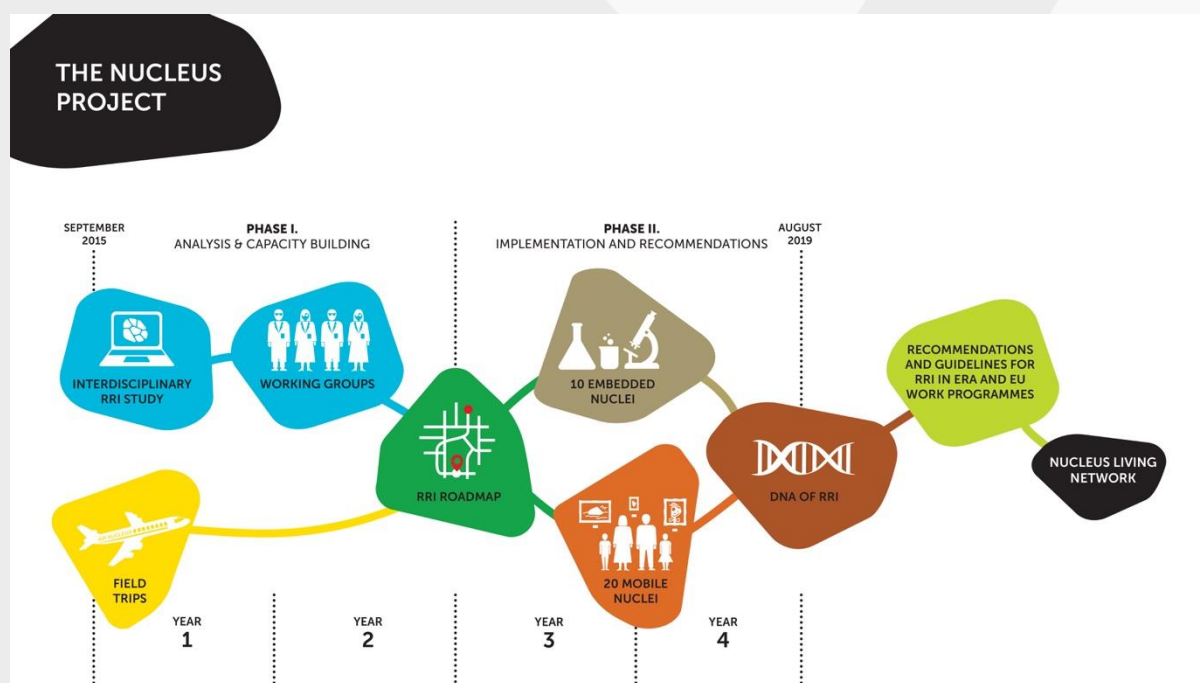 THE NUCLEUS
PROJECT
SEPTEMBER
2015
PHASE I.
ANALYSIS & CAPACITY BUILDING
PHASE II.
IMPLEMENTATION AND RECOMMENDATIONS
AUGUST
2019
INTERDISCIPLINARY
RRI STUDY
WORKING GROUPS
10 EMBEDDED
NUCLEI
RECOMMENDATIONS
AND GUIDELINES FOR
RRI IN ERA AND EU
WORK PROGRAMMES
RRI ROADMAP
DNA OF RRI
NUCLEUS LIVING
NETWORK
AIR NUCLEUS
FIELD
TRIPS
20 MOBILE
NUCLEI
YEAR
1
YEAR
2
YEAR
3
YEAR
4